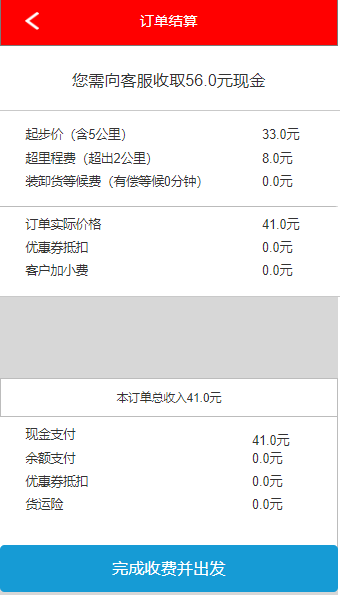 订单结算
您需向客服收取56.0元现金
起步价（含5公里） 33.0元
超里程费（超出2公里） 8.0元
装卸货等候费（有偿等候0分钟） 0.0元
订单实际价格 41.0元
优惠券抵扣 0.0元
客户加小费 0.0元
本订单总收入41.0元
现金支付 41.0元
余额支付 0.0元
优惠券抵扣 0.0元
货运险 0.0元
完成收费并出发